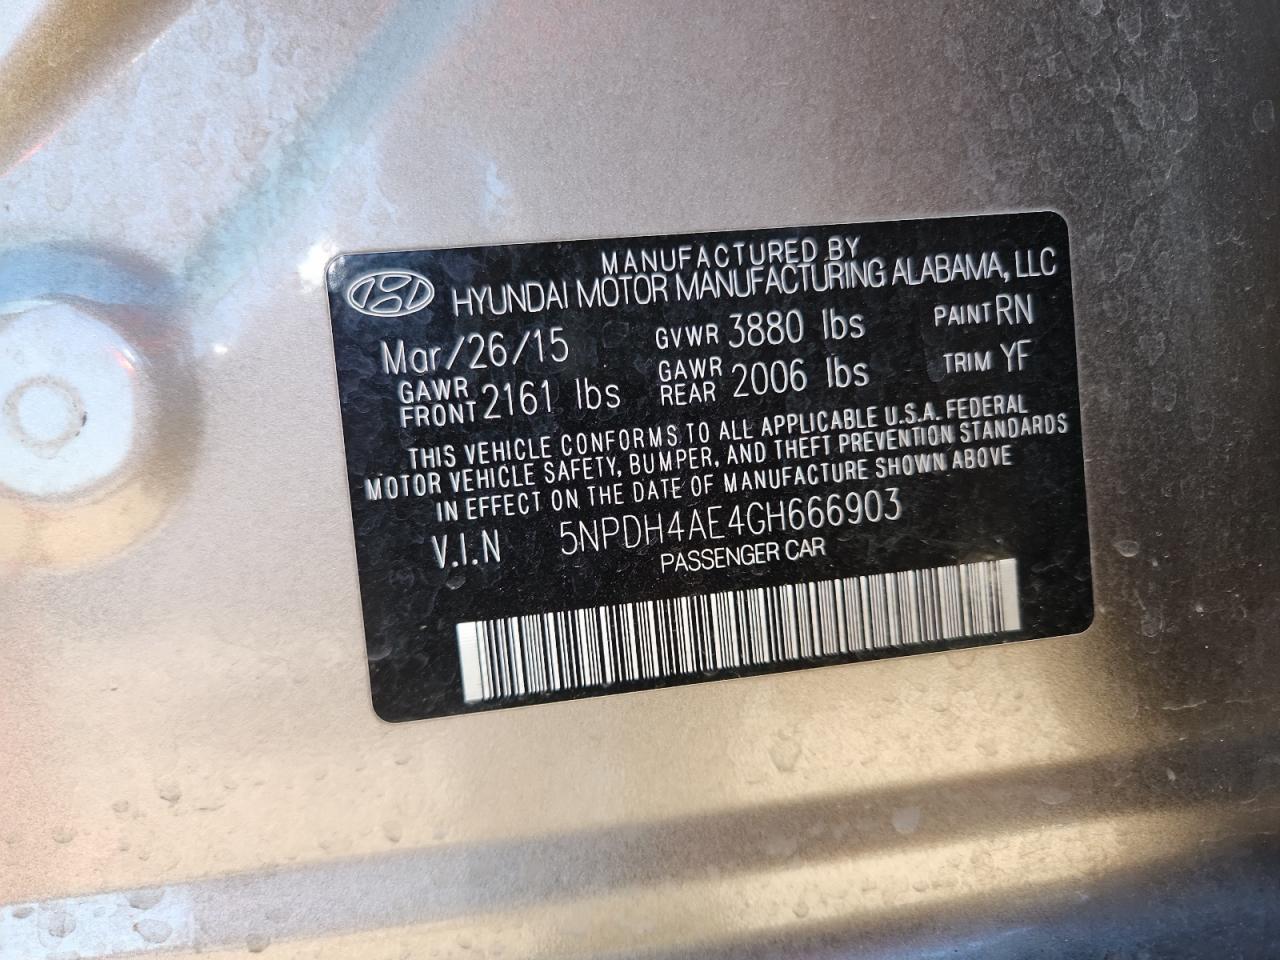 MANUFACTURED BY
HYUNDAI MOTOR MANUFACTURING ALABAMA, LLC
Mar/26/15 GVWR 3880 lbs PAINT RN
GAWR FRONT 2161 lbs GAWR REAR 2006 lbs TRIM YF
THIS VEHICLE CONFORMS TO ALL APPLICABLE U.S.A. FEDERAL
MOTOR VEHICLE SAFETY, BUMPER, AND THEFT PREVENTION STANDARDS
IN EFFECT ON THE DATE OF MANUFACTURE SHOWN ABOVE
V.I.N 5NPDH4AE4GH666903
PASSENGER CAR